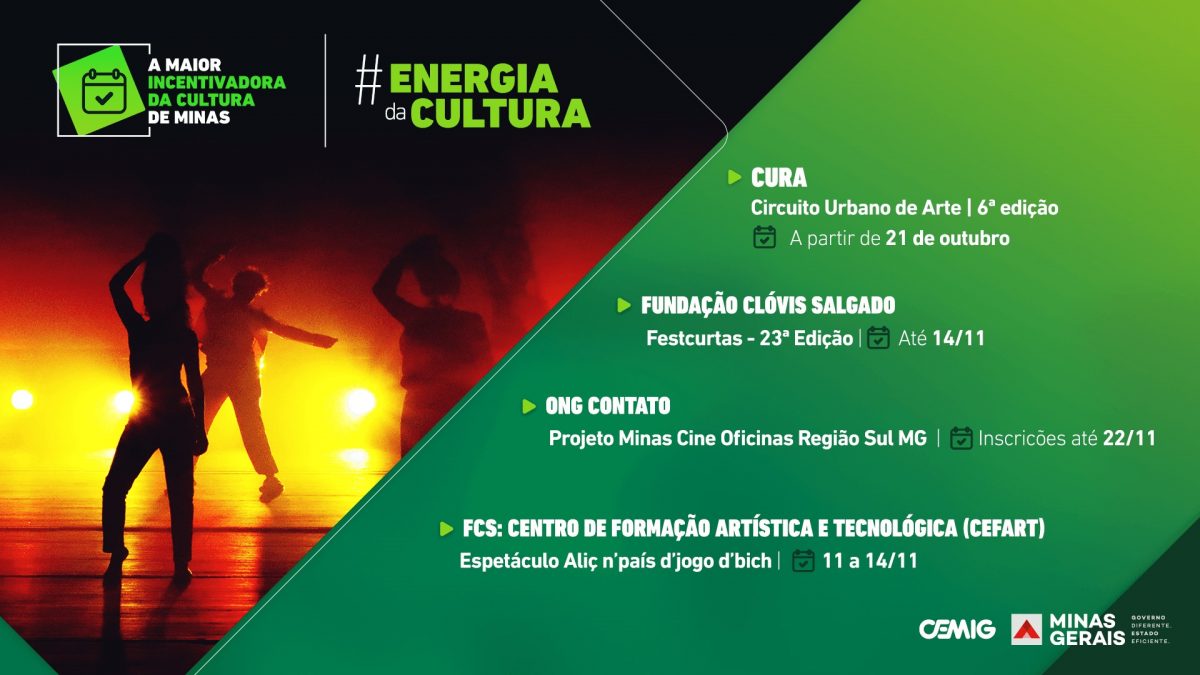 A MAIOR
INCENTIVADORA
DA CULTURA
DE MINAS
#ENERGIA
da CULTURA
CURA
Circuito Urbano de Arte | 6ª edição
A partir de 21 de outubro
FUNDAÇÃO CLÓVIS SALGADO
Festcurtas - 23ª Edição | Até 14/11
ONG CONTATO
Projeto Minas Cine Oficinas Região Sul MG | Inscricões até 22/11
FCS: CENTRO DE FORMAÇÃO ARTÍSTICA E TECNOLÓGICA (CEFART)
Espetáculo Aliç n'país d'jogo d'bich | 11 a 14/11
CEMIG
MINAS
GERAIS
GOVERNO
DIFERENTE.
ESTADO
EFICIENTE.